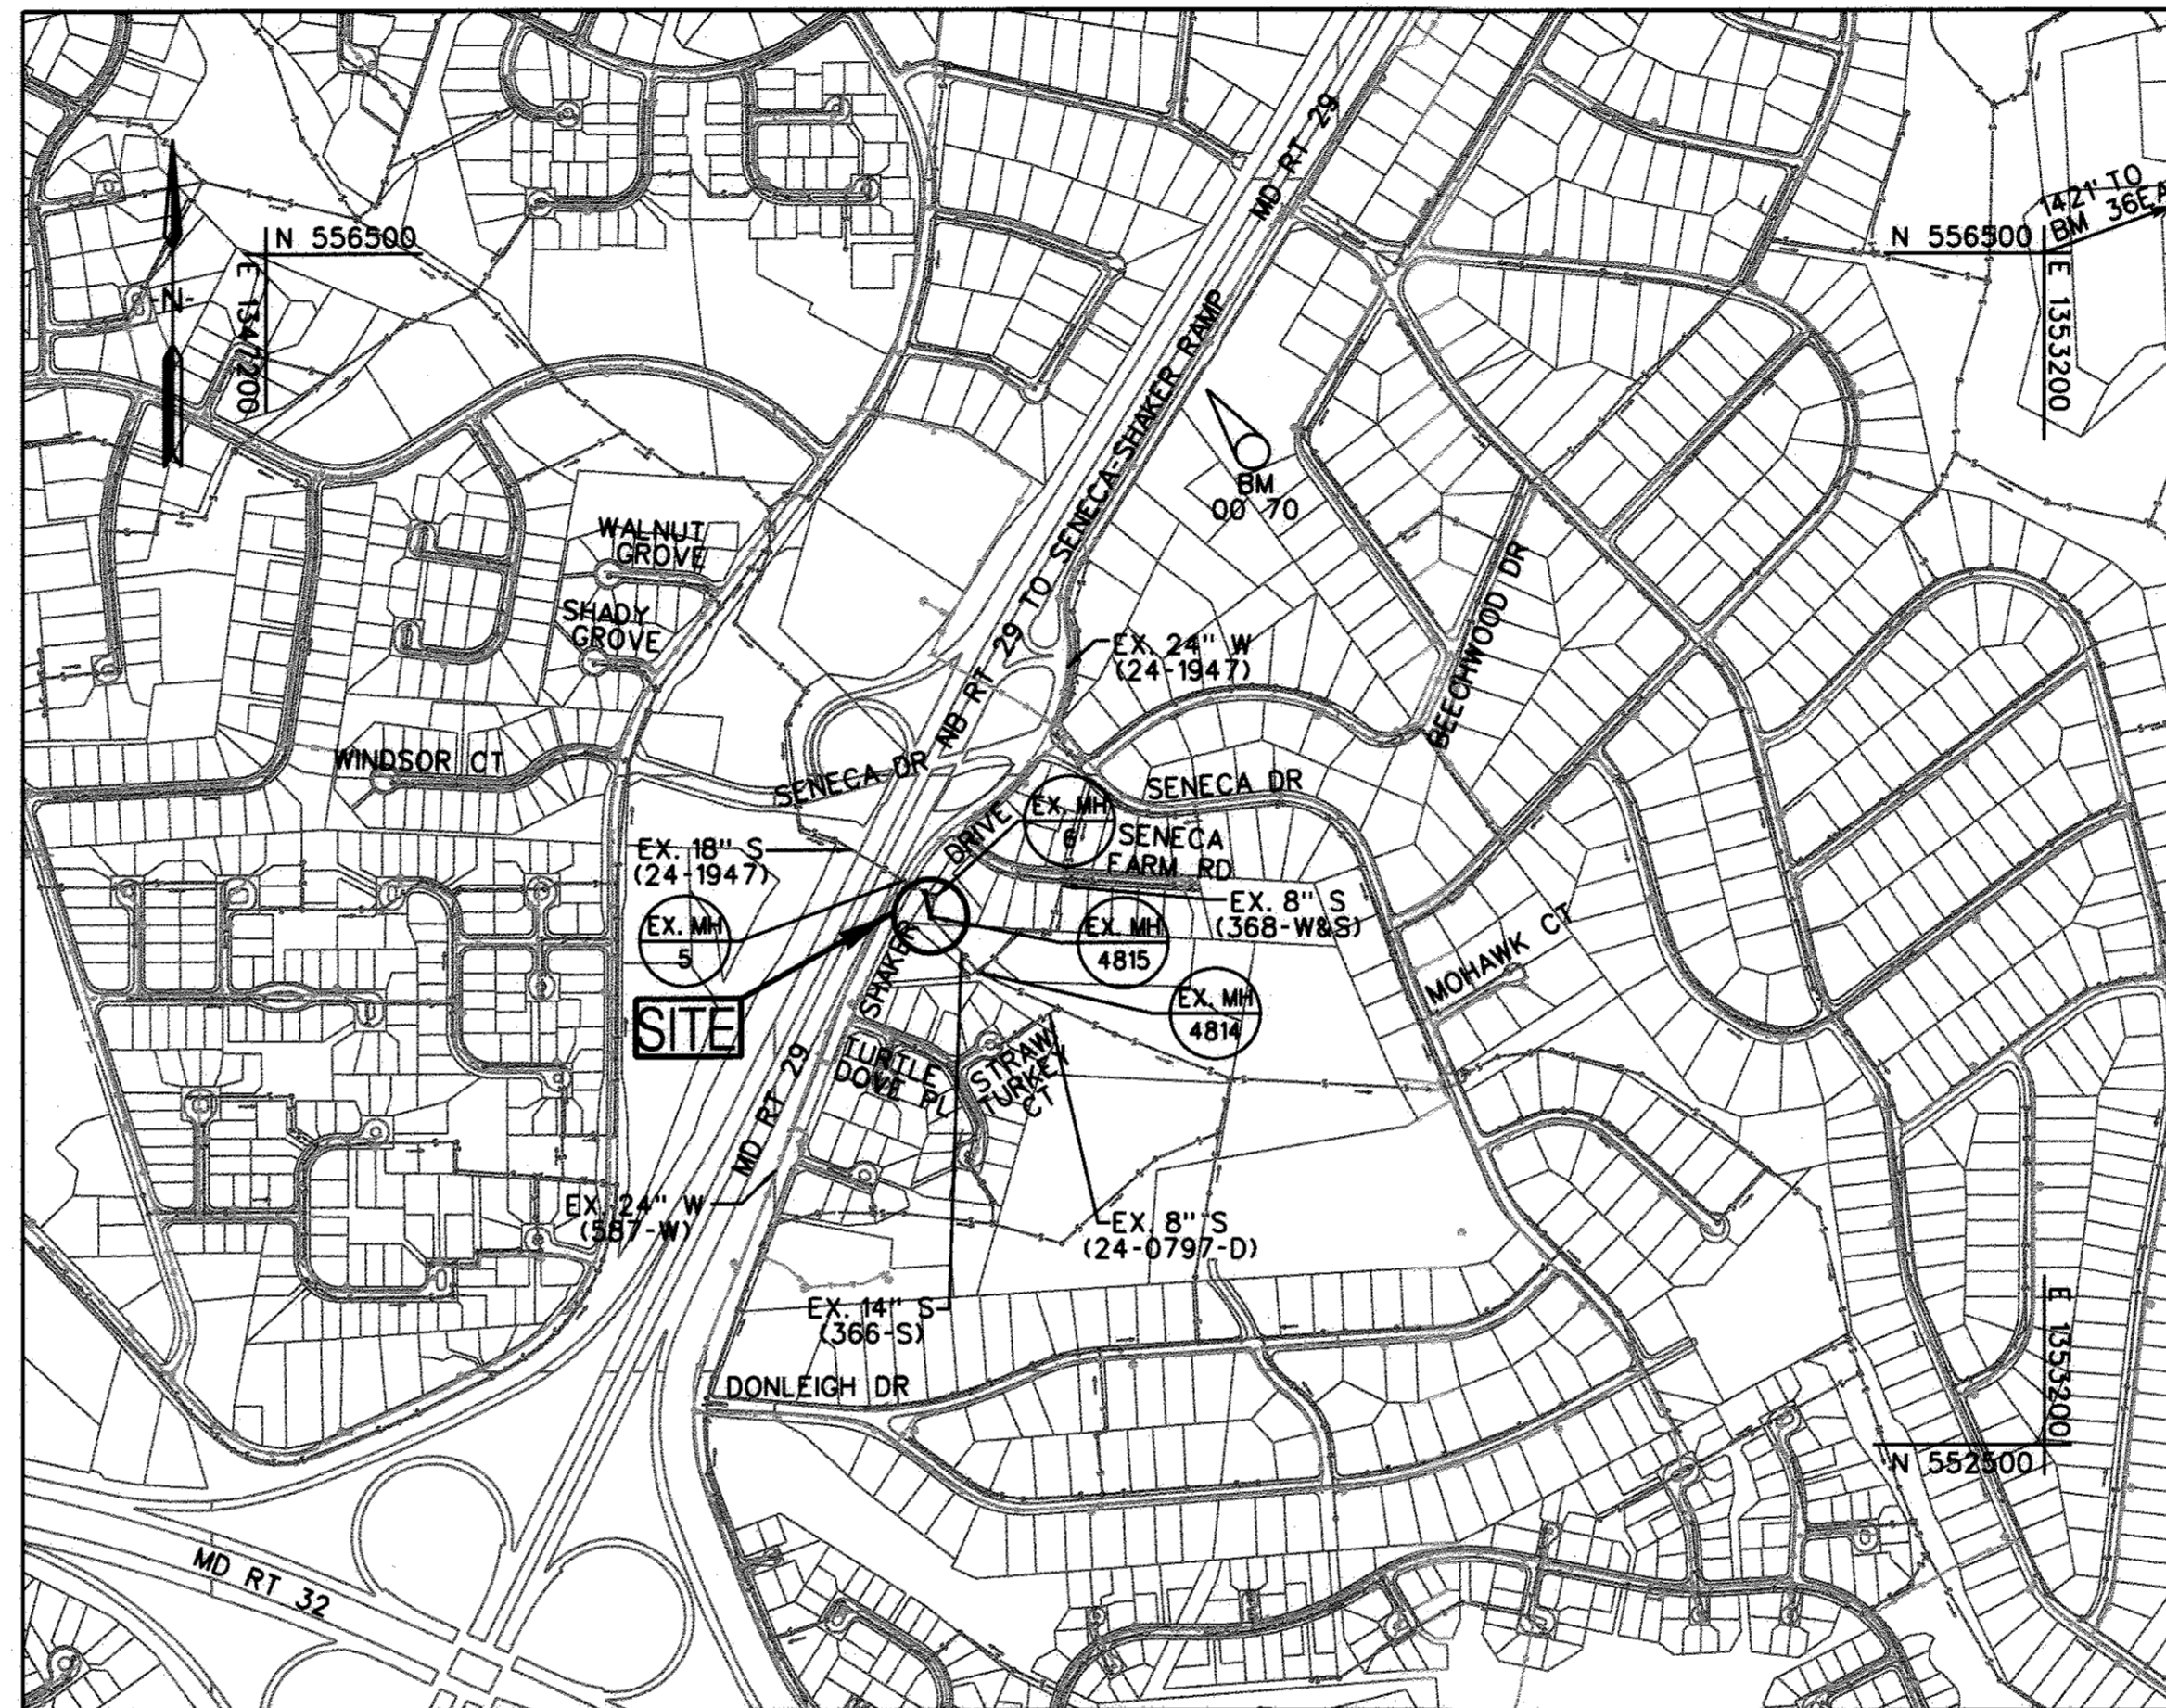 MD RT 29
1421' TO
BM 36EA
N 556500
E 1353200
N 556500
E 1347200
-N-
NB RT 29 TO SENECA-SHAKER RAMP
BM
00 70
WALNUT
GROVE
SHADY
GROVE
EX. 24" W
(24-1947)
BEECHWOOD DR
WINDSOR CT
SENECA DR
SENECA DR
EX. MH
6
SENECA
FARM RD
SHAKER DRIVE
EX. 18" S
(24-1947)
EX. 8" S
(368-W&S)
EX. MH
5
EX. MH
4815
MOHAWK CT
EX. MH
4814
SITE
TURTLE
DOVE PL
STRAW
TURKEY
CT
MD RT 29
EX. 24" W
(587-W)
EX. 8" S
(24-0797-D)
EX. 14" S
(366-S)
E 1353200
DONLEIGH DR
N 552500
MD RT 32